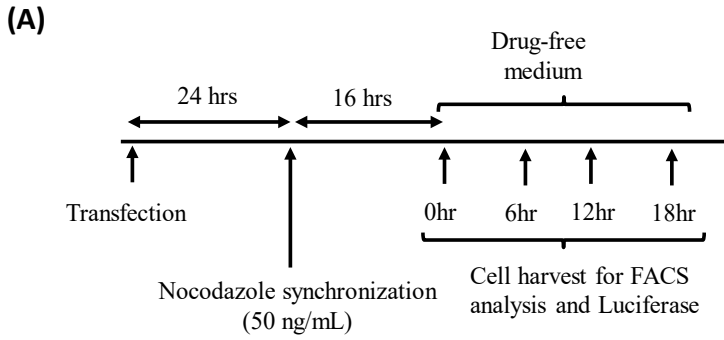 (A)
Drug-free
medium
24 hrs
16 hrs
Transfection
0hr
6hr
12hr
18hr
Nocodazole synchronization
(50 ng/mL)
Cell harvest for FACS
analysis and Luciferase